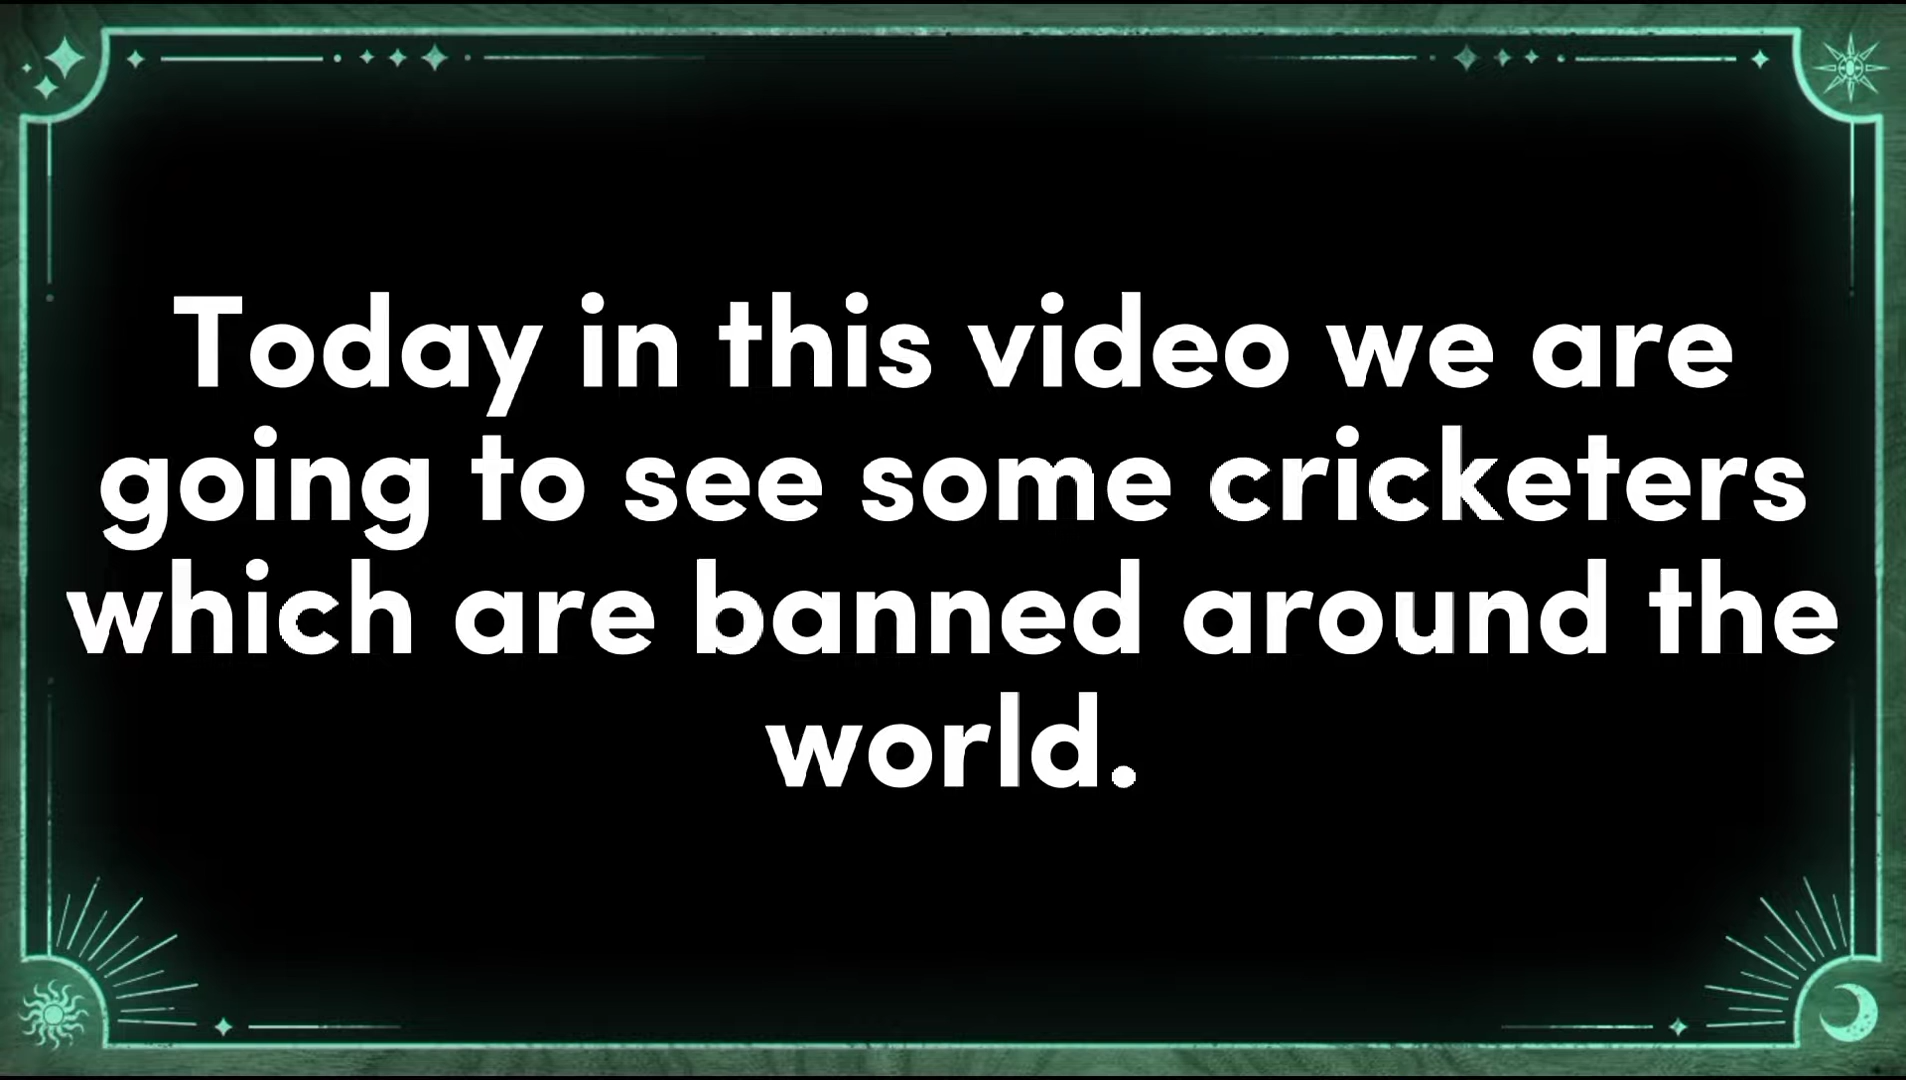 Today in this video we are
going to see some cricketers
which are banned around the
world.